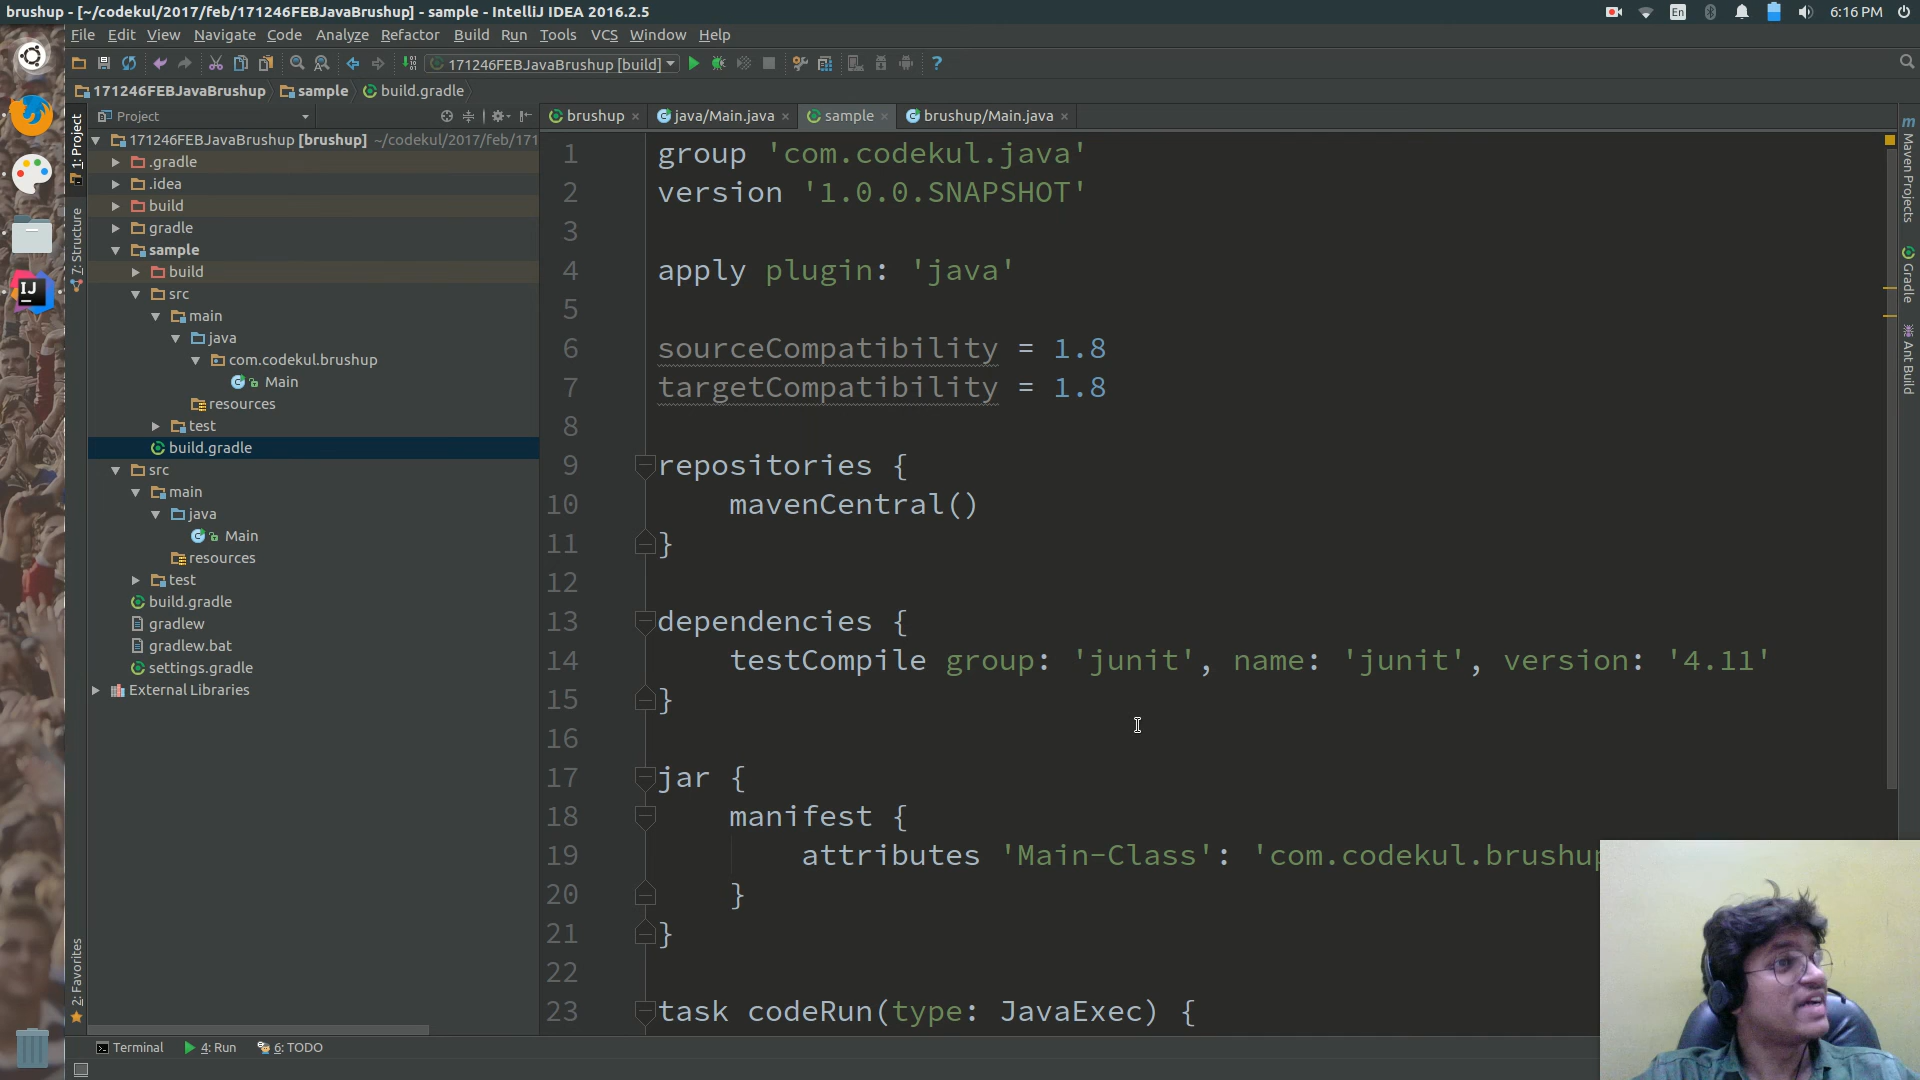 brushup - [~/codekul/2017/feb/171246FEBJavaBrushup] - sample - IntelliJ IDEA 2016.2.5
En
6:16 PM
File Edit View Navigate Code Analyze Refactor Build Run Tools VCS Window Help
171246FEBJavaBrushup [build]
171246FEBJavaBrushup sample build.gradle
Project
brushup java/Main.java sample brushup/Main.java
1: Project
7: Structure
2: Favorites
171246FEBJavaBrushup [brushup] ~/codekul/2017/feb/171
.gradle
.idea
build
gradle
sample
build
src
main
java
com.codekul.brushup
Main
resources
test
build.gradle
src
main
java
Main
resources
test
build.gradle
gradlew
gradlew.bat
settings.gradle
External Libraries
1 group 'com.codekul.java'
2 version '1.0.0.SNAPSHOT'
3
4 apply plugin: 'java'
5
6 sourceCompatibility = 1.8
7 targetCompatibility = 1.8
8
9 repositories {
10 mavenCentral()
11 }
12
13 dependencies {
14 testCompile group: 'junit', name: 'junit', version: '4.11'
15 }
16
17 jar {
18 manifest {
19 attributes 'Main-Class': 'com.codekul.brushup
20 }
21 }
22
23 task codeRun(type: JavaExec) {
m Maven Projects
Gradle
Ant Build
Terminal 4: Run 6: TODO
IJ